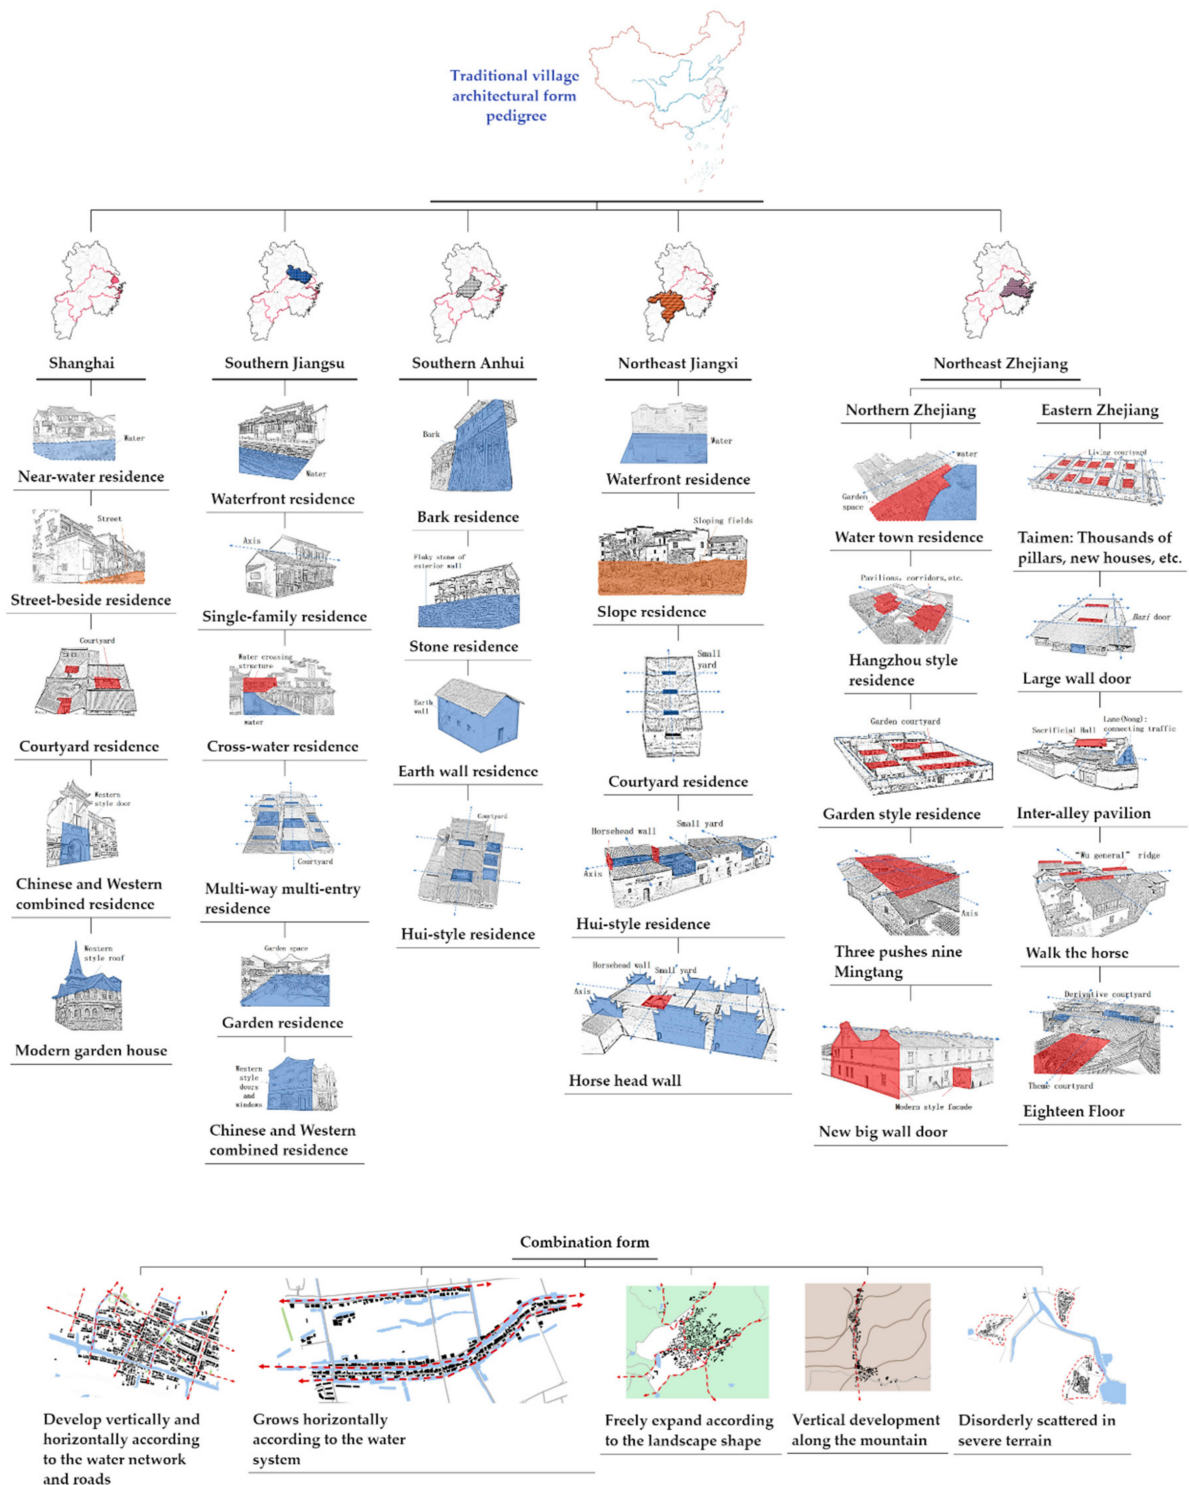 Traditional village
architectural form
pedigree
Shanghai
Water
Near-water residence
Street
Street-beside residence
Courtyard
Courtyard residence
Western
style door
Chinese and Western
combined residence
Western
style roof
Modern garden house
Southern Jiangsu
Water
Waterfront residence
Axis
Single-family residence
Water crossing
structure
water
Cross-water residence
Courtyard
Multi-way multi-entry
residence
Garden space
Garden residence
Western
style
doors
and
windows
Chinese and Western
combined residence
Southern Anhui
Bark
Bark residence
Flaky stone of
exterior wall
Stone residence
Earth
wall
Earth wall residence
Courtyard
Hui-style residence
Northeast Jiangxi
Water
Waterfront residence
Sloping fields
Slope residence
Small
yard
Courtyard residence
Small yard
Horsehead wall
Axis
Hui-style residence
Horsehead wall
Small yard
Axis
Horse head wall
Northeast Zhejiang
Northern Zhejiang
water
Garden
space
Water town residence
Pavilions, corridors, etc.
Hangzhou style
residence
Garden courtyard
Garden style residence
Axis
Three pushes nine
Mingtang
Modern style facade
New big wall door
Eastern Zhejiang
Living courtyard
Taimen: Thousands of
pillars, new houses, etc.
Bazi door
Large wall door
Lane(Nong):
Sacrificial Hall
connecting traffic
Inter-alley pavilion
"Wu general" ridge
Walk the horse
Derivative courtyard
Theme courtyard
Eighteen Floor
Combination form
Develop vertically and
horizontally according
to the water network
and roads
Grows horizontally
according to the water
system
Freely expand according
to the landscape shape
Vertical development
along the mountain
Disorderly scattered in
severe terrain